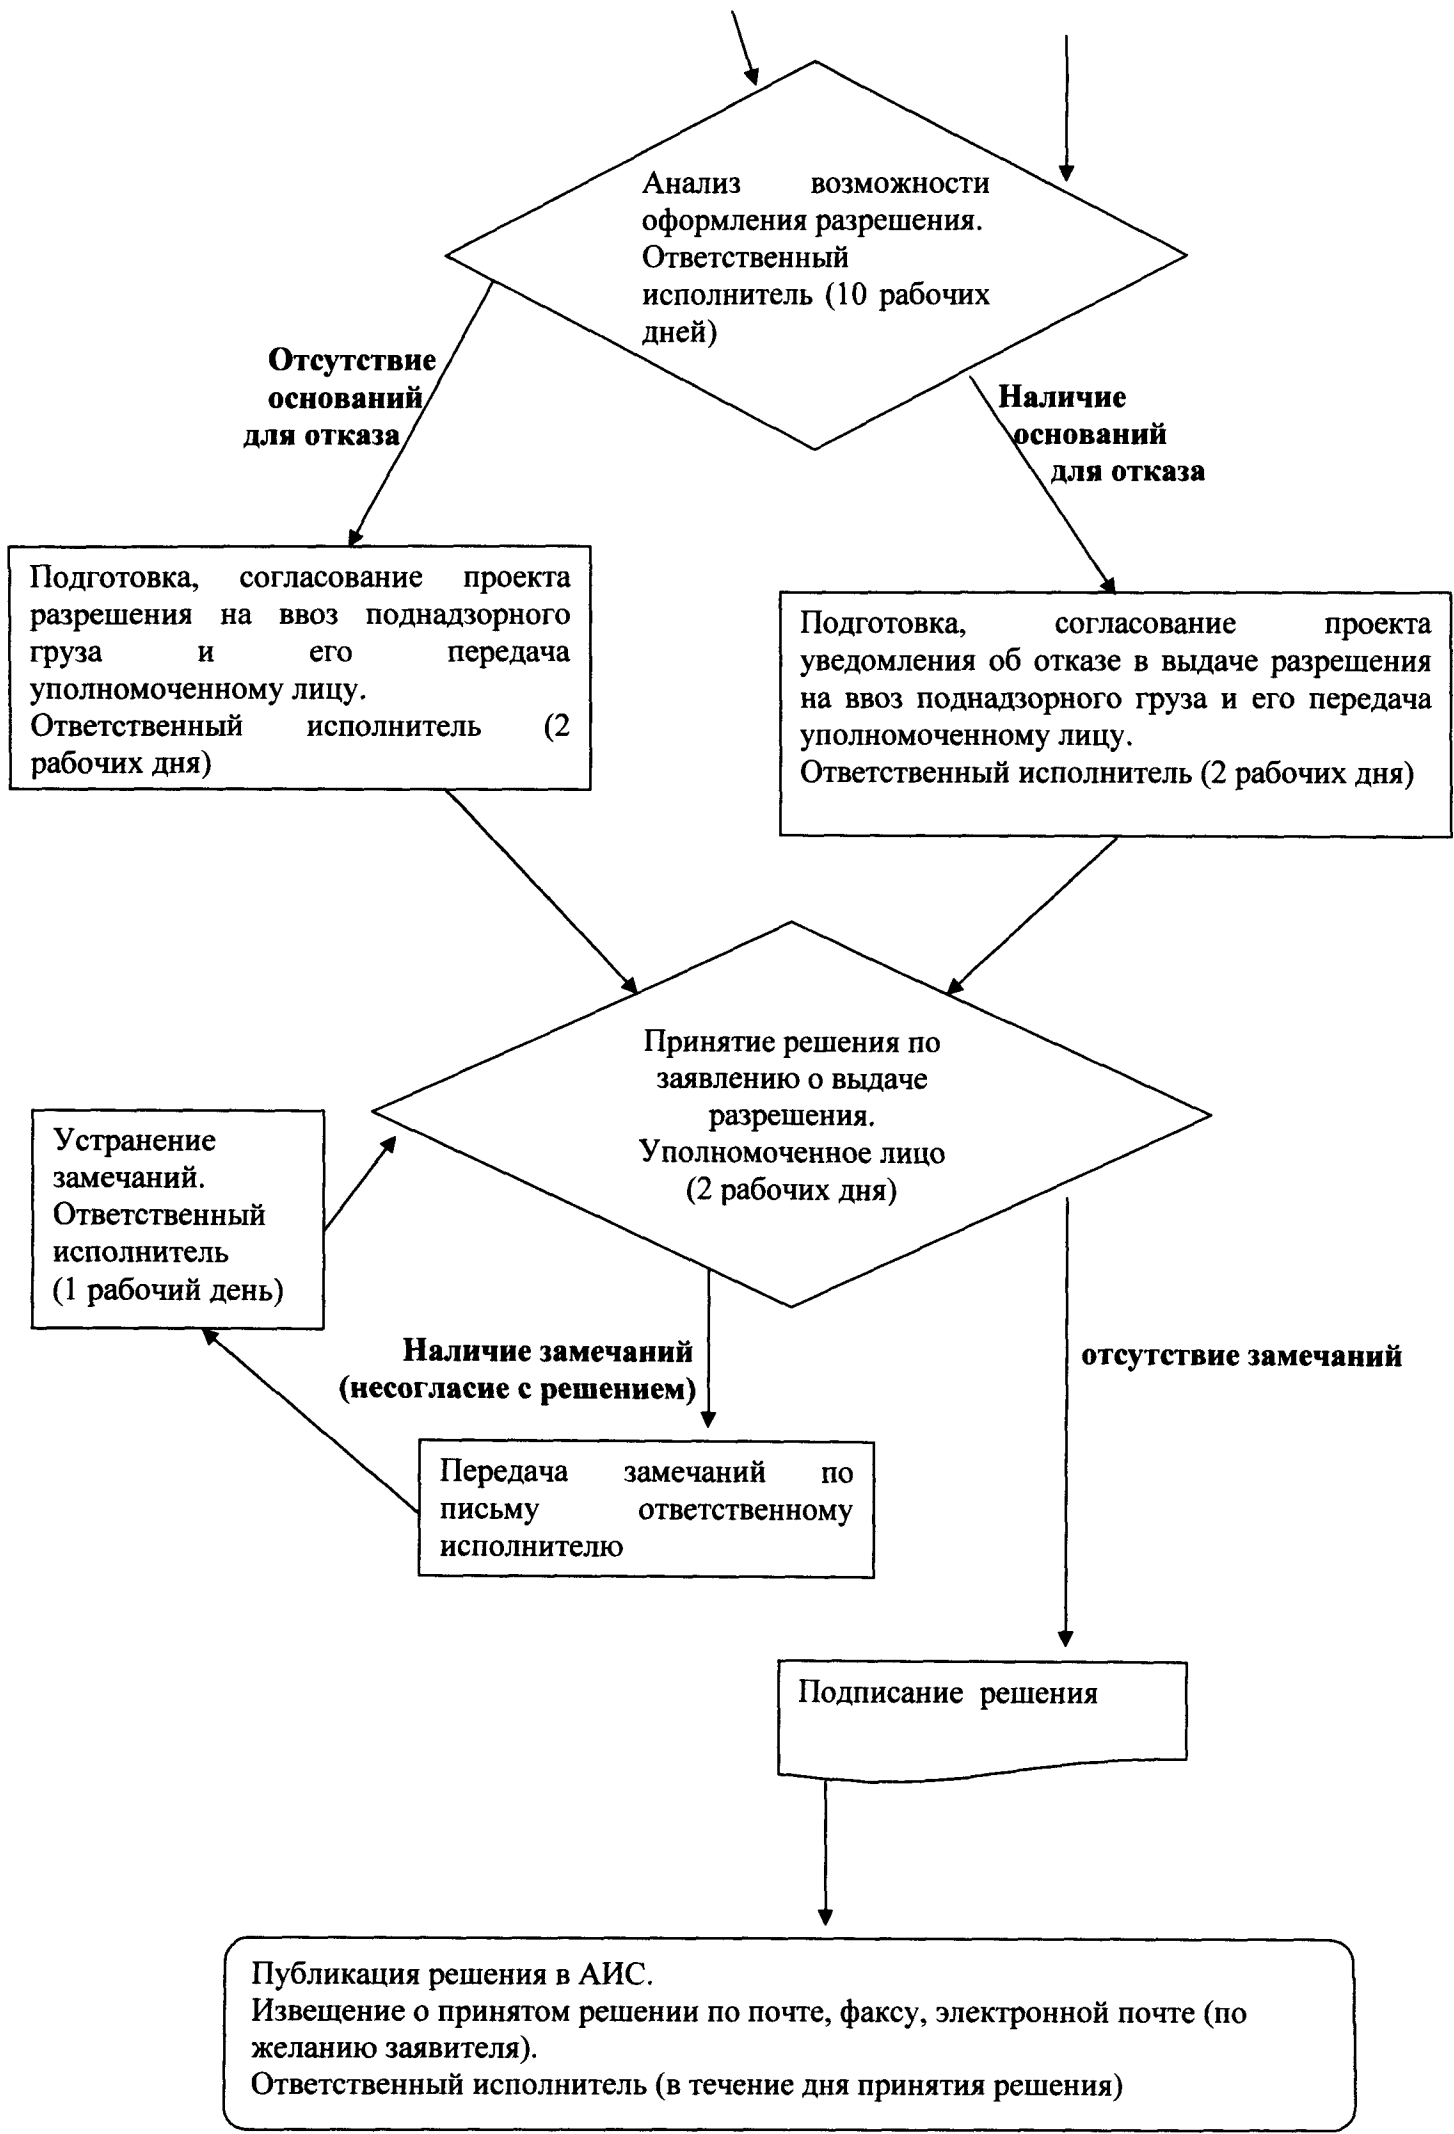 Анализ возможности
оформления разрешения.
Ответственный
исполнитель (10 рабочих
дней)
Отсутствие
оснований
для отказа
Наличие
оснований
для отказа
Подготовка, согласование проекта
разрешения на ввоз поднадзорного
груза и его передача
уполномоченному лицу.
Ответственный исполнитель (2
рабочих дня)
Подготовка, согласование проекта
уведомления об отказе в выдаче разрешения
на ввоз поднадзорного груза и его передача
уполномоченному лицу.
Ответственный исполнитель (2 рабочих дня)
Принятие решения по
заявлению о выдаче
разрешения.
Уполномоченное лицо
(2 рабочих дня)
Устранение
замечаний.
Ответственный
исполнитель
(1 рабочий день)
Наличие замечаний
(несогласие с решением)
отсутствие замечаний
Передача замечаний по
письму ответственному
исполнителю
Подписание решения
Публикация решения в АИС.
Извещение о принятом решении по почте, факсу, электронной почте (по
желанию заявителя).
Ответственный исполнитель (в течение дня принятия решения)